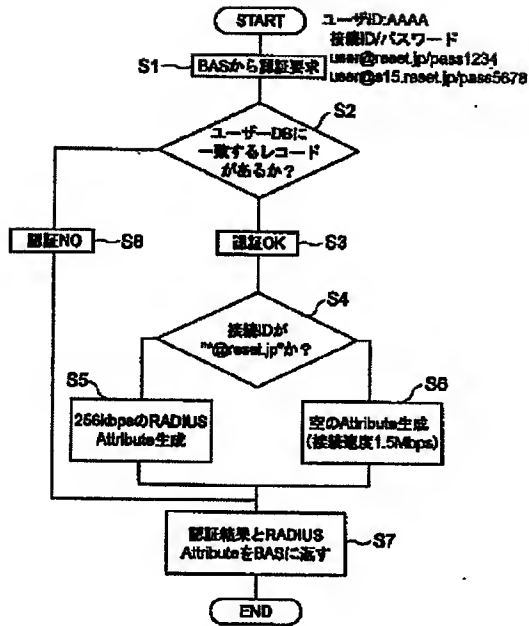 START
ユーザID:AAAA
接続ID/パスワード
user@reset.jp/pass1234
user@s15.reset.jp/pass5678
S1
BASから認証要求
S2
ユーザーDBに
一致するレコード
があるか？
認証NO
S8
認証OK
S3
S4
接続IDが
"*@reset.jp"か？
S5
256kbpsのRADIUS
Attribute生成
S6
空のAttribute生成
(接続速度1.5Mbps)
認証結果とRADIUS
AttributeをBASに返す
S7
END